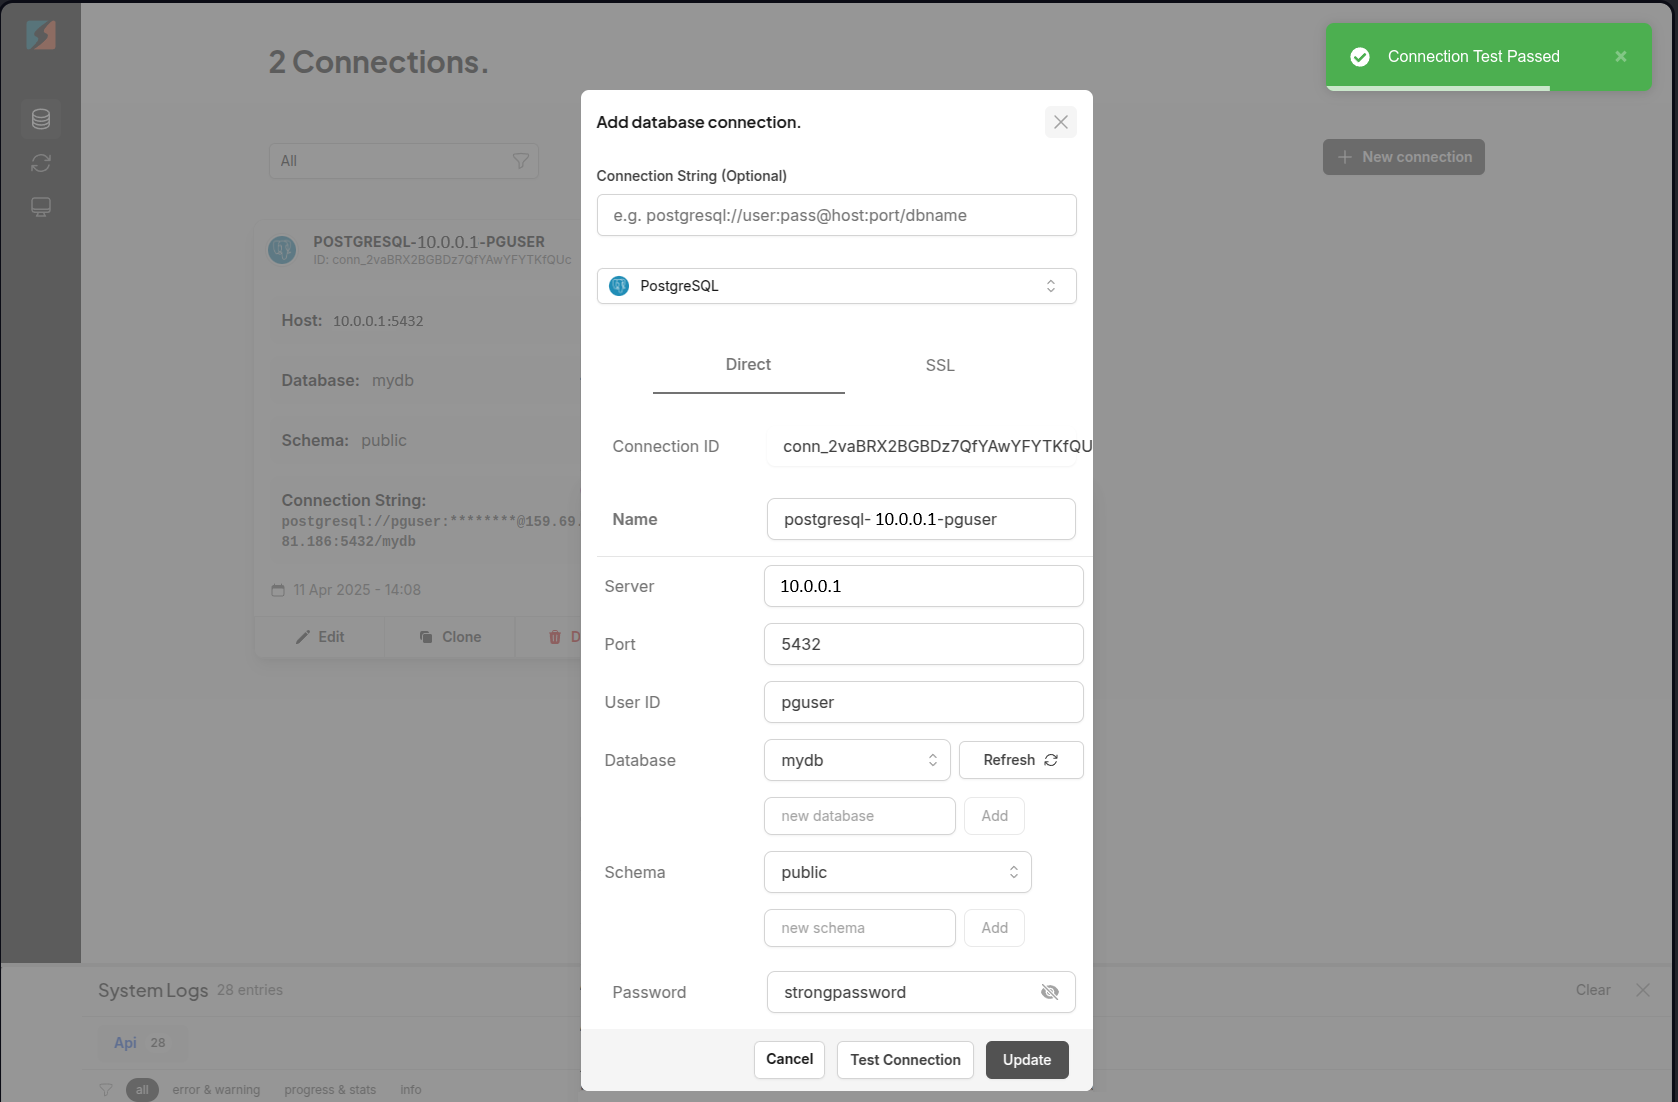 2 Connections.
Connection Test Passed
All
New connection
POSTGRESQL-10.0.0.1-PGUSER
ID: conn_2vaBRX2BGBDz7QfYAwYFYTKfQUc
Host: 10.0.0.1:5432
Database: mydb
Schema: public
Connection String:
postgresql://pguser:********@159.69.
81.186:5432/mydb
11 Apr 2025 - 14:08
Edit
Clone
D
Add database connection.
Connection String (Optional)
e.g. postgresql://user:pass@host:port/dbname
PostgreSQL
Direct
SSL
Connection ID conn_2vaBRX2BGBDz7QfYAwYFYTKfQU
Name postgresql- 10.0.0.1-pguser
Server 10.0.0.1
Port 5432
User ID pguser
Database mydb Refresh
new database Add
Schema public
new schema Add
Password strongpassword
Cancel Test Connection Update
System Logs 28 entries
Clear
Api 28
all error & warning progress & stats info